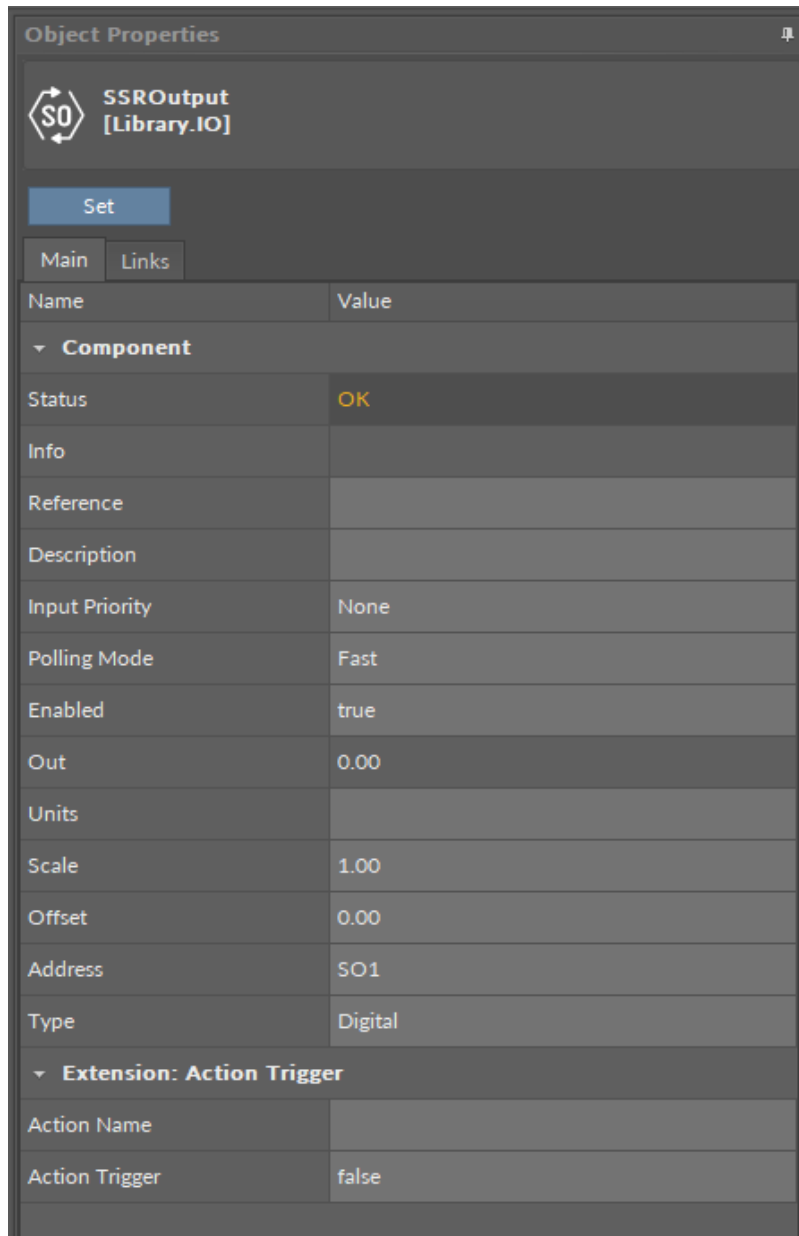 Object Properties
SO
SSROutput
[Library.IO]
Set
Main Links
Name Value
Component
Status OK
Info
Reference
Description
Input Priority None
Polling Mode Fast
Enabled true
Out 0.00
Units
Scale 1.00
Offset 0.00
Address SO1
Type Digital
Extension: Action Trigger
Action Name
Action Trigger false